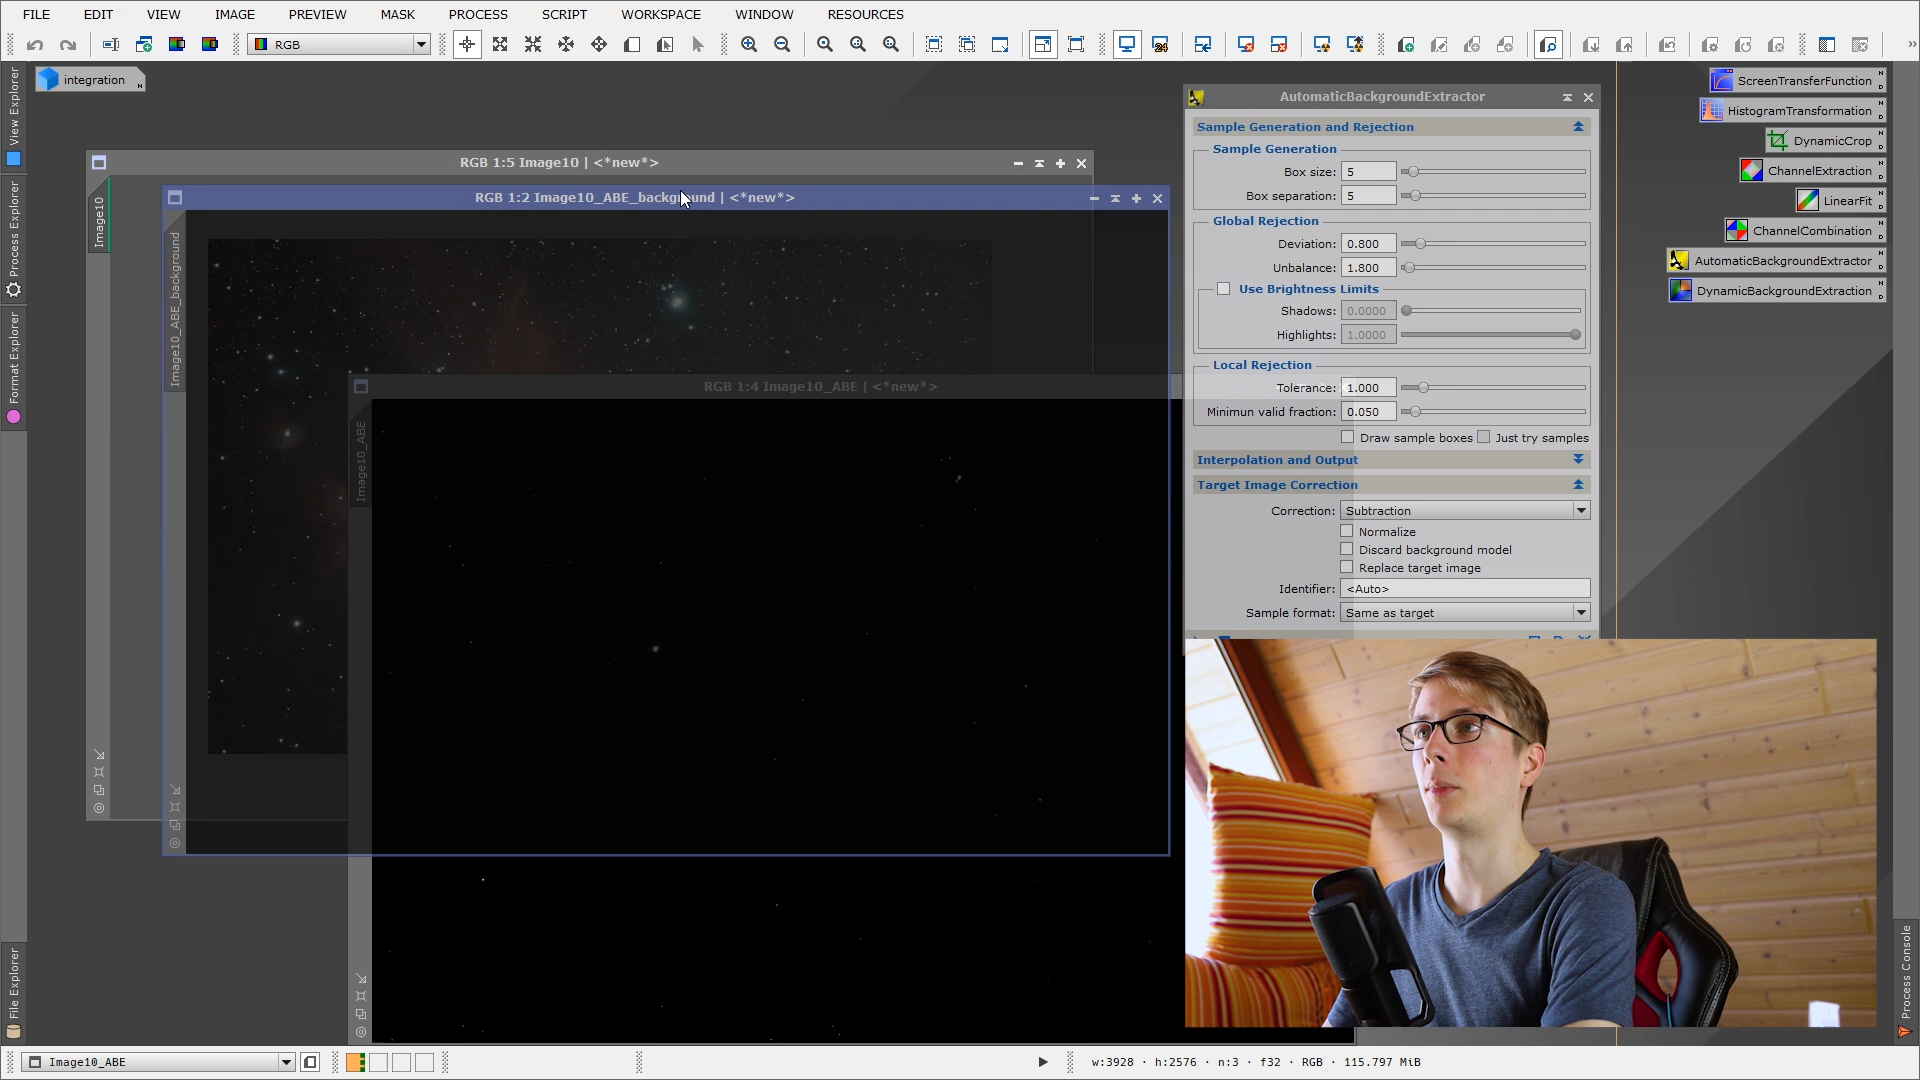 FILE EDIT VIEW IMAGE PREVIEW MASK PROCESS SCRIPT WORKSPACE WINDOW RESOURCES
RGB
24
»
View Explorer
Process Explorer
Format Explorer
File Explorer
integration
N
RGB 1:5 Image10 | <*new*>
Image10
RGB 1:2 Image10_ABE_background | <*new*>
Image10_ABE_background
RGB 1:4 Image10_ABE | <*new*>
Image10_ABE
AutomaticBackgroundExtractor
Sample Generation and Rejection
Sample Generation
Box size: 5
Box separation: 5
Global Rejection
Deviation: 0.800
Unbalance: 1.800
Use Brightness Limits
Shadows: 0.0000
Highlights: 1.0000
Local Rejection
Tolerance: 1.000
Minimun valid fraction: 0.050
Draw sample boxes Just try samples
Interpolation and Output
Target Image Correction
Correction: Subtraction
Normalize
Discard background model
Replace target image
Identifier: <Auto>
Sample format: Same as target
ScreenTransferFunction N D
HistogramTransformation N D
DynamicCrop N D
ChannelExtraction N D
LinearFit N D
ChannelCombination N D
AutomaticBackgroundExtractor N D
DynamicBackgroundExtraction N D
Process Console
Image10_ABE
w:3928 · h:2576 · n:3 · f32 · RGB · 115.797 MiB